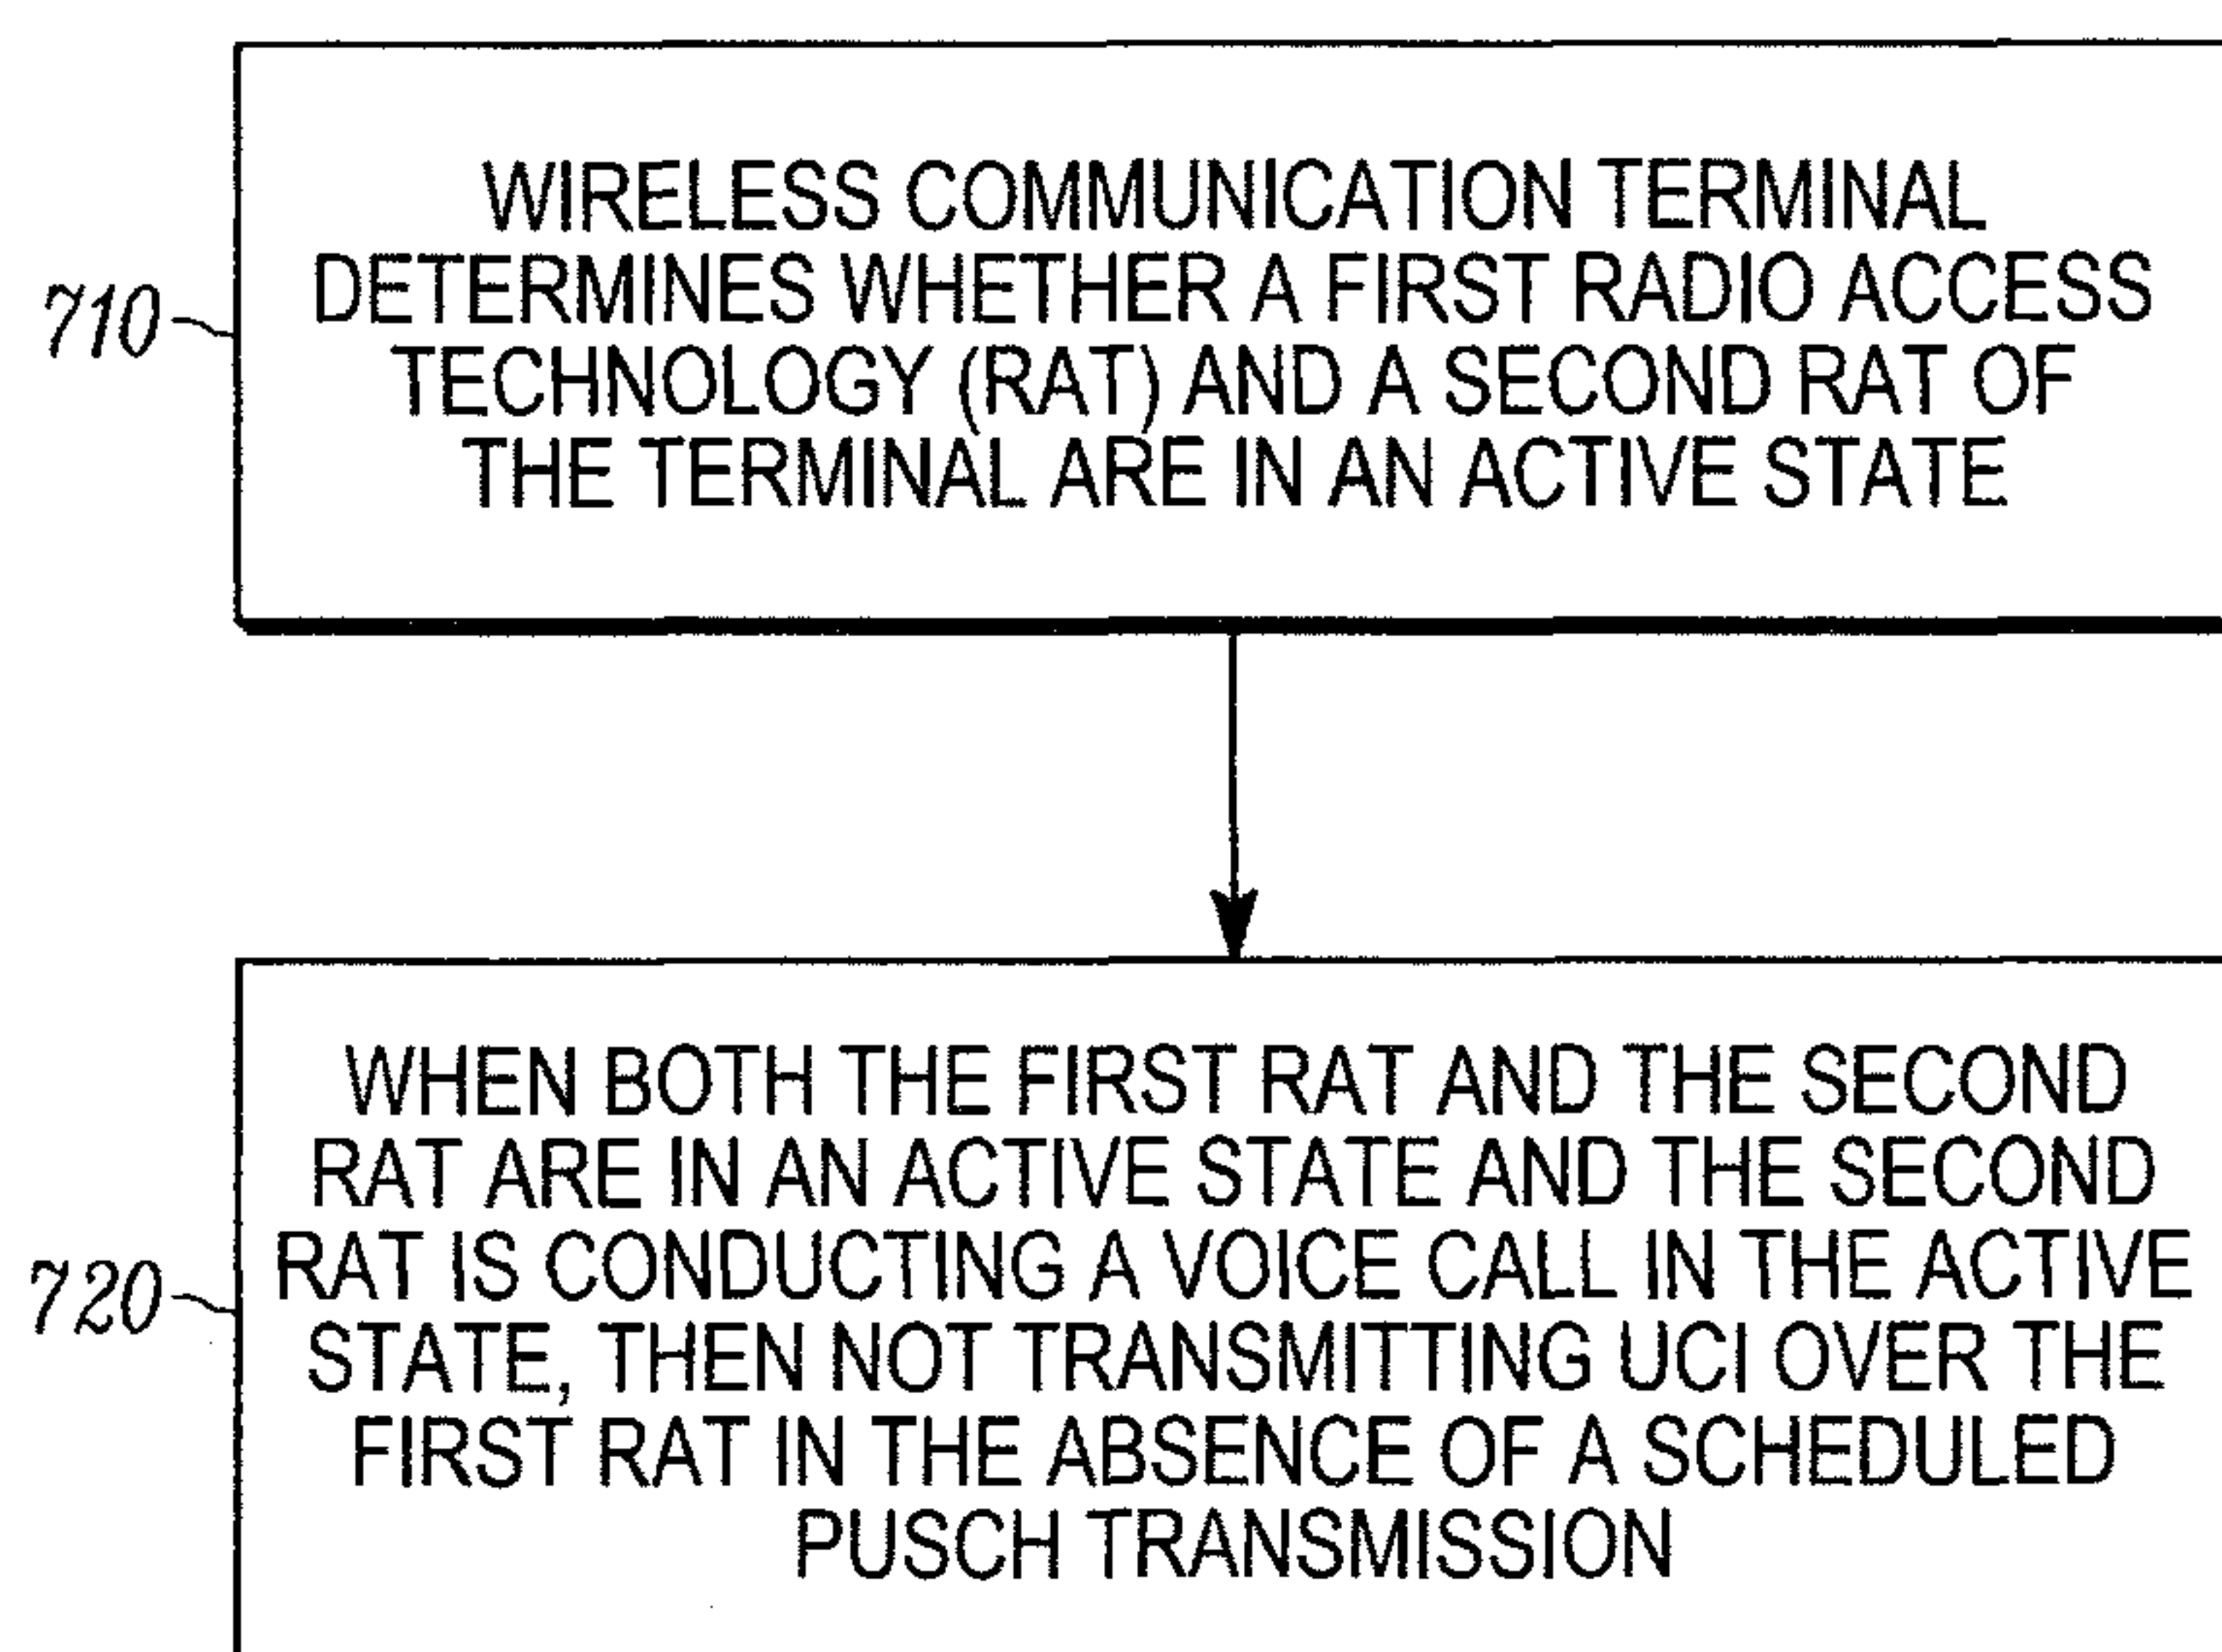 WIRELESS COMMUNICATION TERMINAL
DETERMINES WHETHER A FIRST RADIO ACCESS
710
TECHNOLOGY (RAT) AND A SECOND RAT OF
THE TERMINAL ARE IN AN ACTIVE STATE
WHEN BOTH THE FIRST RAT AND THE SECOND
RAT ARE IN AN ACTIVE STATE AND THE SECOND
720
RAT IS CONDUCTING A VOICE CALL IN THE ACTIVE
STATE, THEN NOT TRANSMITTING UCI OVER THE
FIRST RAT IN THE ABSENCE OF A SCHEDULED
PUSCH TRANSMISSION